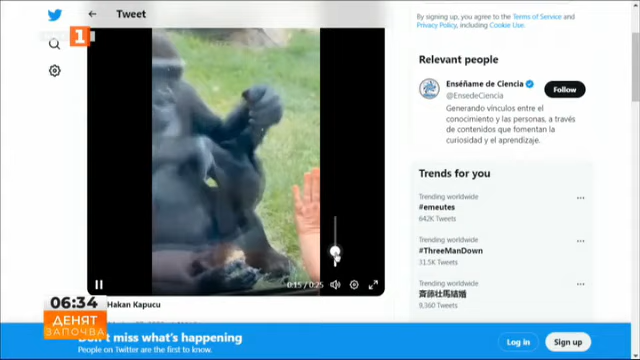 Tweet
1
By signing up, you agree to the Terms of Service and
Privacy Policy, including Cookie Use.
Relevant people
Enséñame de Ciencia
@EnsedeCiencia
Follow
Generando vínculos entre el
conocimiento y las personas, a través
de contenidos que fomentan la
curiosidad y el aprendizaje.
Trends for you
Trending worldwide
#emeutes
642K Tweets
Trending worldwide
#ThreeManDown
31.5K Tweets
Trending worldwide
斎藤壮馬結婚
9,360 Tweets
0:15 / 0:25
Hakan Kapucu
06:34
ДЕНЯТ
ЗАПОЧВА
t miss what's happening
People on Twitter are the first to know.
Log in
Sign up